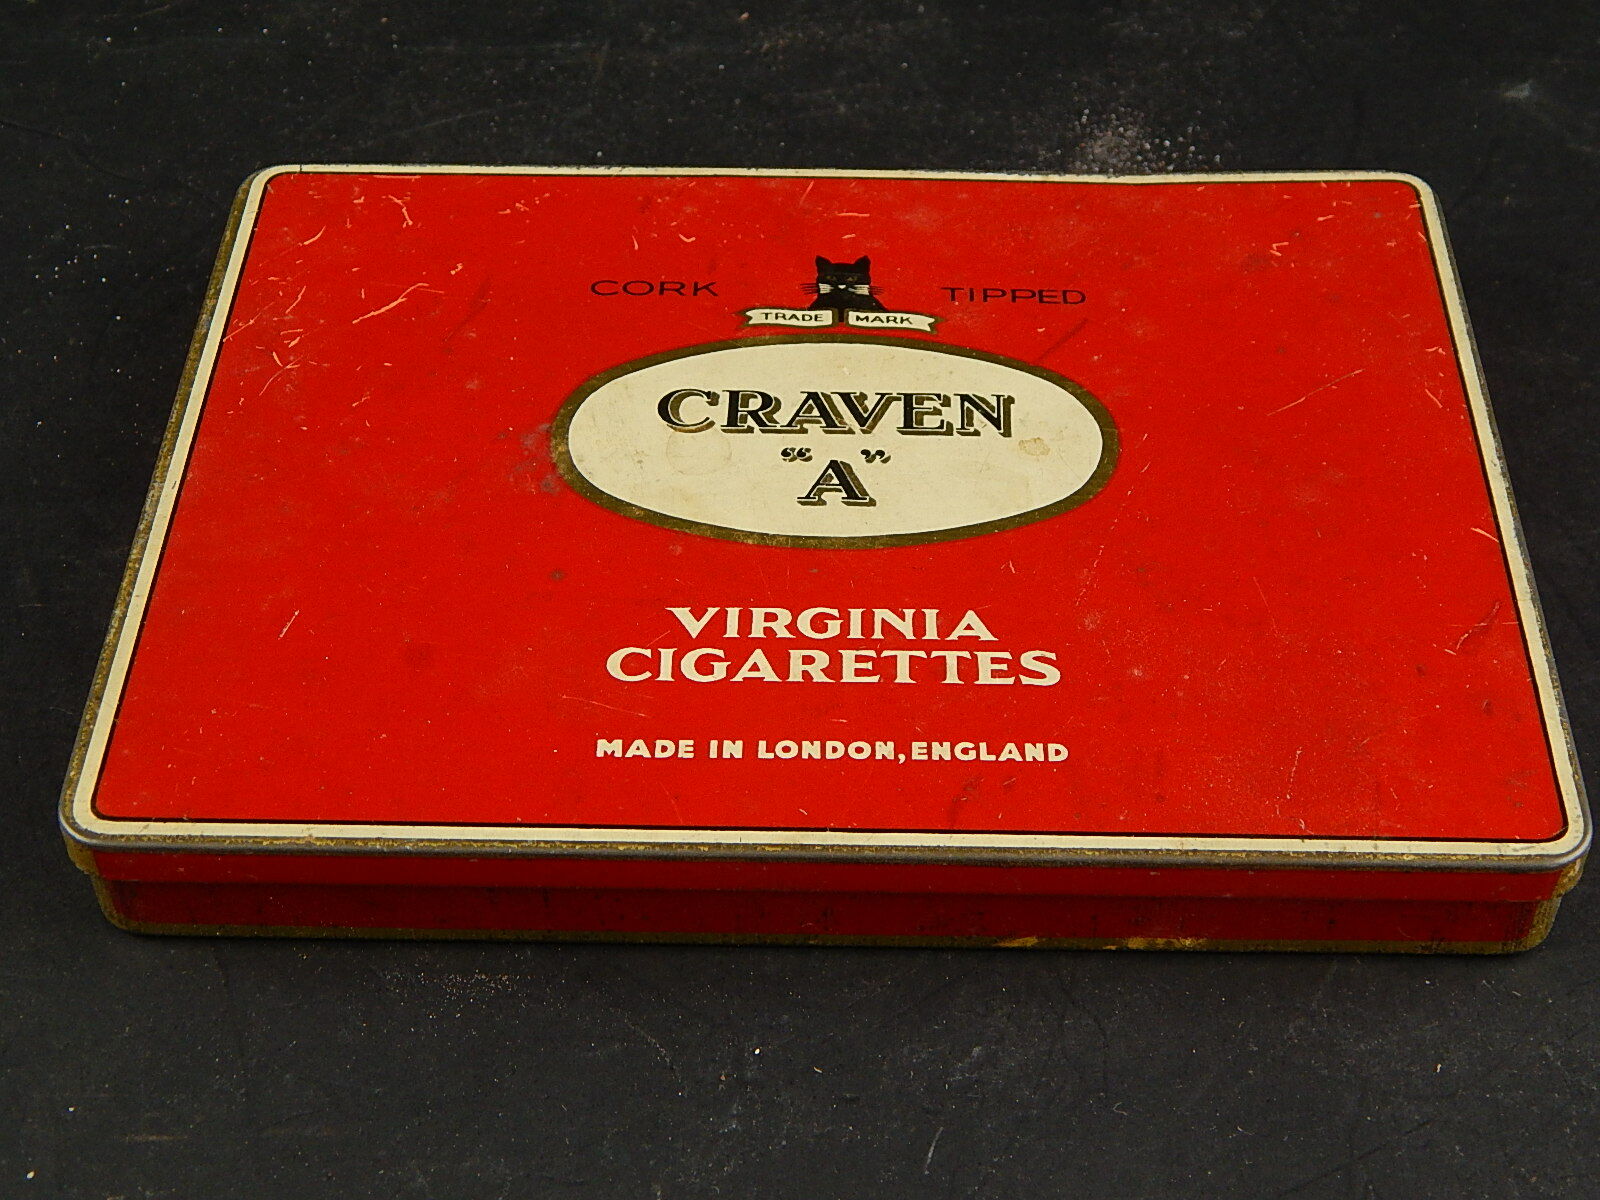 CORK TIPPED
TRADE MARK
CRAVEN
“A”
VIRGINIA
CIGARETTES
MADE IN LONDON, ENGLAND